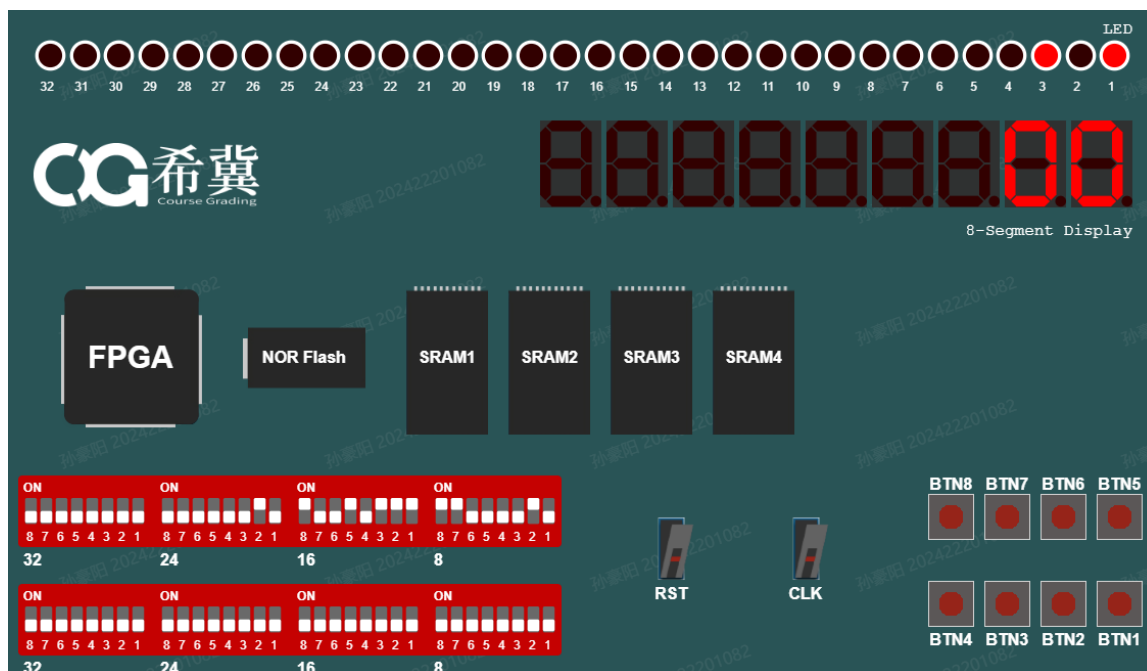 LED
32 31 30 29 28 27 26 25 24 23 22 21 20 19 18 17 16 15 14 13 12 11 10 9 8 7 6 5 4 3 2 1
CG希冀
Course Grading
00
8-Segment Display
FPGA
NOR Flash
SRAM1
SRAM2
SRAM3
SRAM4
ON ON ON ON
8 7 6 5 4 3 2 1 8 7 6 5 4 3 2 1 8 7 6 5 4 3 2 1 8 7 6 5 4 3 2 1
32 24 16 8
ON ON ON ON
8 7 6 5 4 3 2 1 8 7 6 5 4 3 2 1 8 7 6 5 4 3 2 1 8 7 6 5 4 3 2 1
32 24 16 8
RST
CLK
BTN8 BTN7 BTN6 BTN5
BTN4 BTN3 BTN2 BTN1
孙豪阳 202422201082